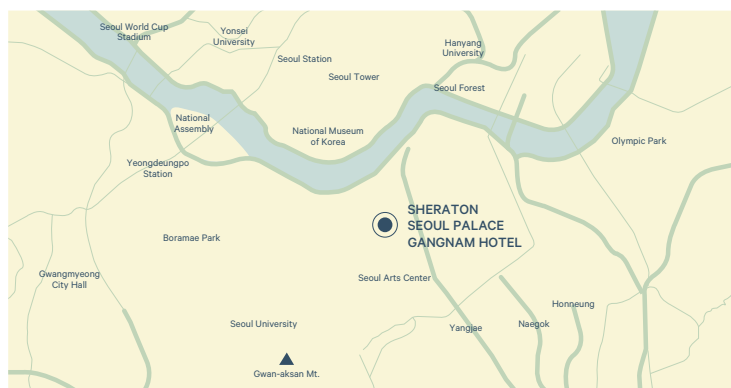 Seoul World Cup
Stadium
Yonsei
University
Hanyang
University
Seoul Station
Seoul Tower
Seoul Forest
National
Assembly
National Museum
of Korea
Olympic Park
Yeongdeungpo
Station
SHERATON
SEOUL PALACE
GANGNAM HOTEL
Boramae Park
Gwangmyeong
City Hall
Seoul Arts Center
Honneung
Seoul University
Yangjae
Naegok
Gwan-aksan Mt.